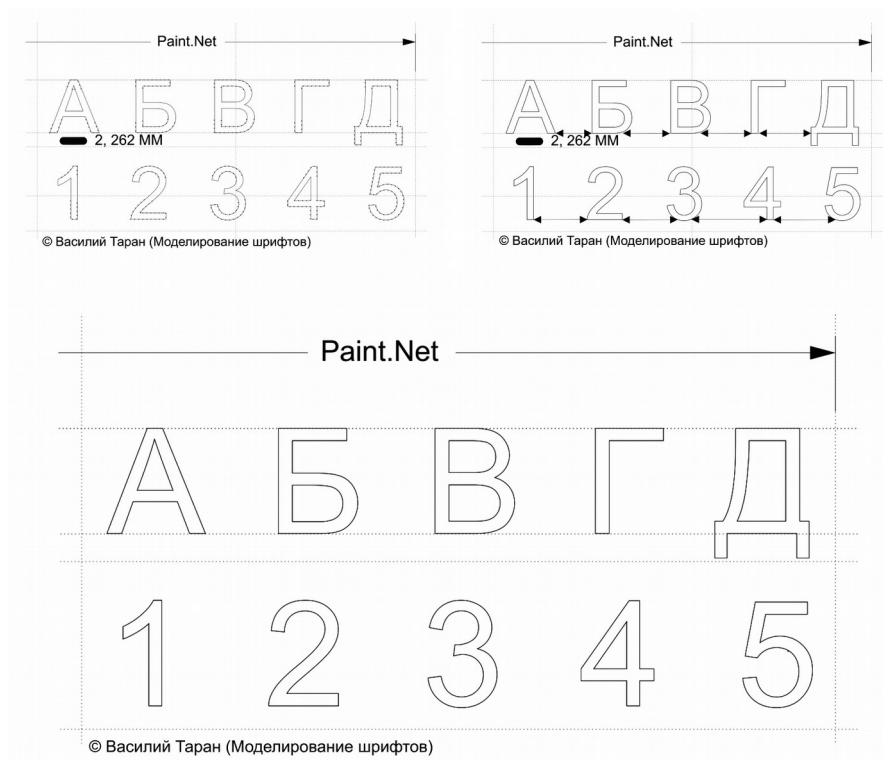 Paint.Net
А Б В Г Д
2, 262 ММ
1 2 3 4 5
© Василий Таран (Моделирование шрифтов)
Paint.Net
А Б В Г Д
2, 262 ММ
1 2 3 4 5
© Василий Таран (Моделирование шрифтов)
Paint.Net
А Б В Г Д
1 2 3 4 5
© Василий Таран (Моделирование шрифтов)